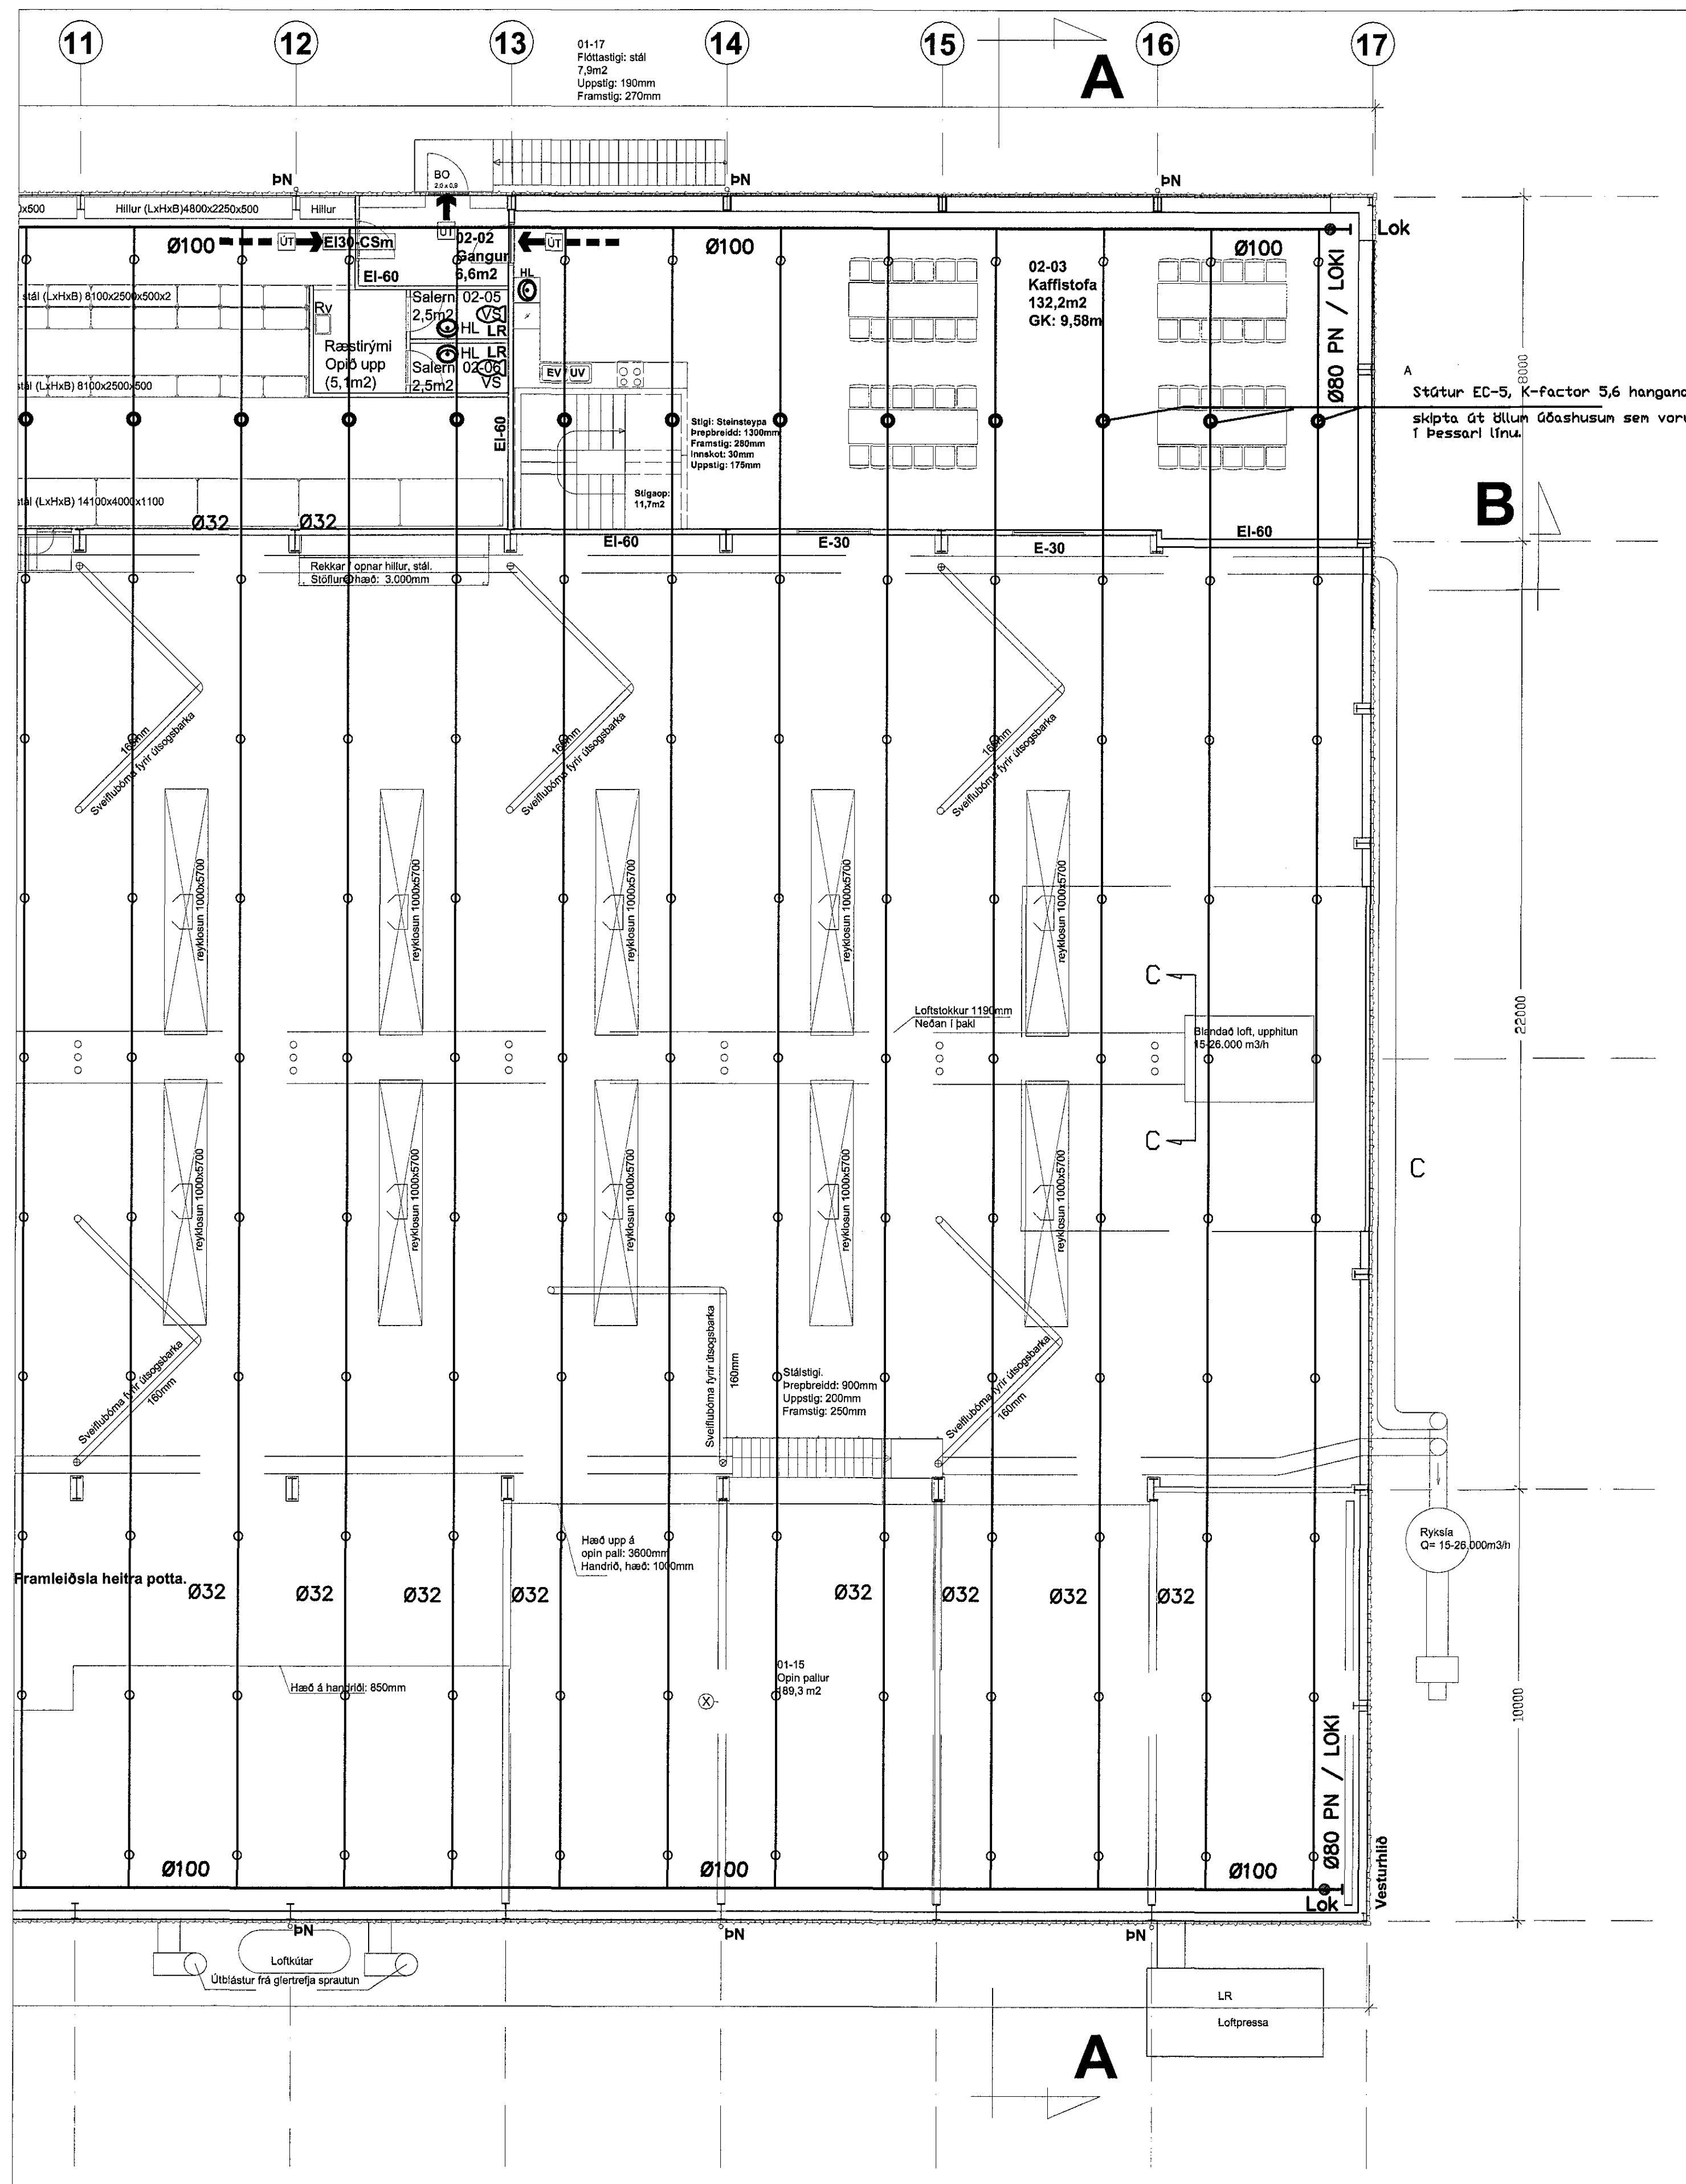 11
12
13
14
15
16
17
01-17
Flóttastigi: stál
7,9m2
Uppstig: 190mm
Framstig: 270mm
A
BO
2,0 x 0,9
ÞN
ÞN
ÞN
x500
Hillur (LxHxB)4800x2250x500
Hillur
Ø100
ÚT
EI30-CSm
ÚT
02-02
Gangur
6,6m2
ÚT
Ø100
Ø100
Lok
EI-60
HL
02-03
Kaffistofa
132,2m2
GK: 9,58m
Ø80 PN / LOKI
stál (LxHxB) 8100x2500x500x2
Rv
Salern 02-05
2,5m2
VS
HL LR
Ræstirými
Opið upp
(5,1m2)
HL LR
Salern 02-06
2,5m2
VS
stál (LxHxB) 8100x2500x500
EV
UV
A
8000
Stútur EC-5, K-factor 5,6
skipta út öllum úðashusum sem
í Þessari línu.
EI-60
Stigi: Steinsteypa
Þrepbreidd: 1300mm
Framstig: 280mm
Innskot: 30mm
Uppstig: 175mm
Stigaop:
11,7m2
stál (LxHxB) 14100x4000x1100
Ø32
Ø32
B
EI-60
E-30
E-30
EI-60
Rekkar opnar hillur, stál.
Stöflunarhæð: 3.000mm
160mm
Sveiflubóma fyrir útsogsbarka
160mm
Sveiflubóma fyrir útsogsbarka
160mm
Sveiflubóma fyrir útsogsbarka
reyklosun 1000x5700
reyklosun 1000x5700
reyklosun 1000x5700
reyklosun 1000x5700
reyklosun 1000x5700
C
Loftstokkur 1190mm
Neðan í þaki
Blandað loft, upphitun
15-26.000 m3/h
22000
C
C
reyklosun 1000x5700
reyklosun 1000x5700
reyklosun 1000x5700
reyklosun 1000x5700
reyklosun 1000x5700
Sveiflubóma fyrir útsogsbarka
160mm
Sveiflubóma fyrir útsogsbarka
160mm
Stálstigi.
Þrepbreidd: 900mm
Uppstig: 200mm
Framstig: 250mm
Sveiflubóma fyrir útsogsbarka
160mm
Hæð upp á
opin pall: 3600mm
Handrið, hæð: 1000mm
Ryksía
Q= 15-26.000m3/h
Framleiðsla heitra potta.
Ø32
Ø32
Ø32
Ø32
Ø32
Ø32
Ø32
Ø32
01-15
Opin pallur
189,3 m2
X
Hæð á handriði: 850mm
10000
Ø80 PN / LOKI
Vesturhlið
Ø100
Ø100
Ø100
Lok
ÞN
ÞN
ÞN
Loftkútar
Útblástur frá glertrefja sprautun
LR
Loftpressa
A